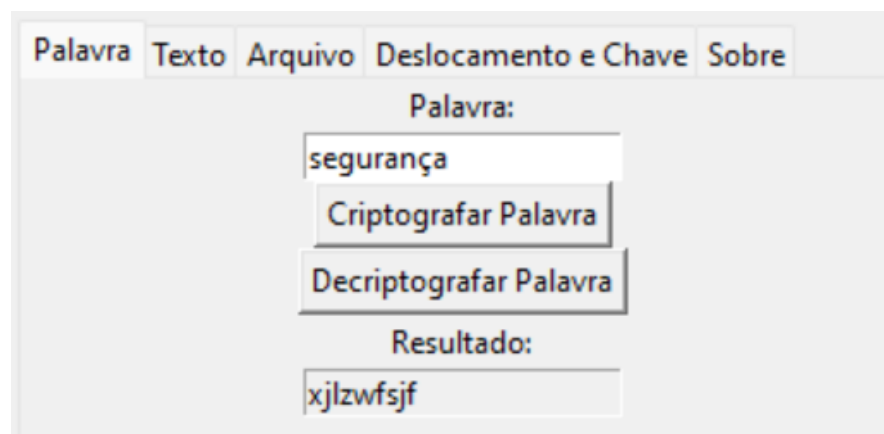 Palavra Texto Arquivo Deslocamento e Chave Sobre
Palavra:
segurança
Criptografar Palavra
Decriptografar Palavra
Resultado:
xjlzwfsjf